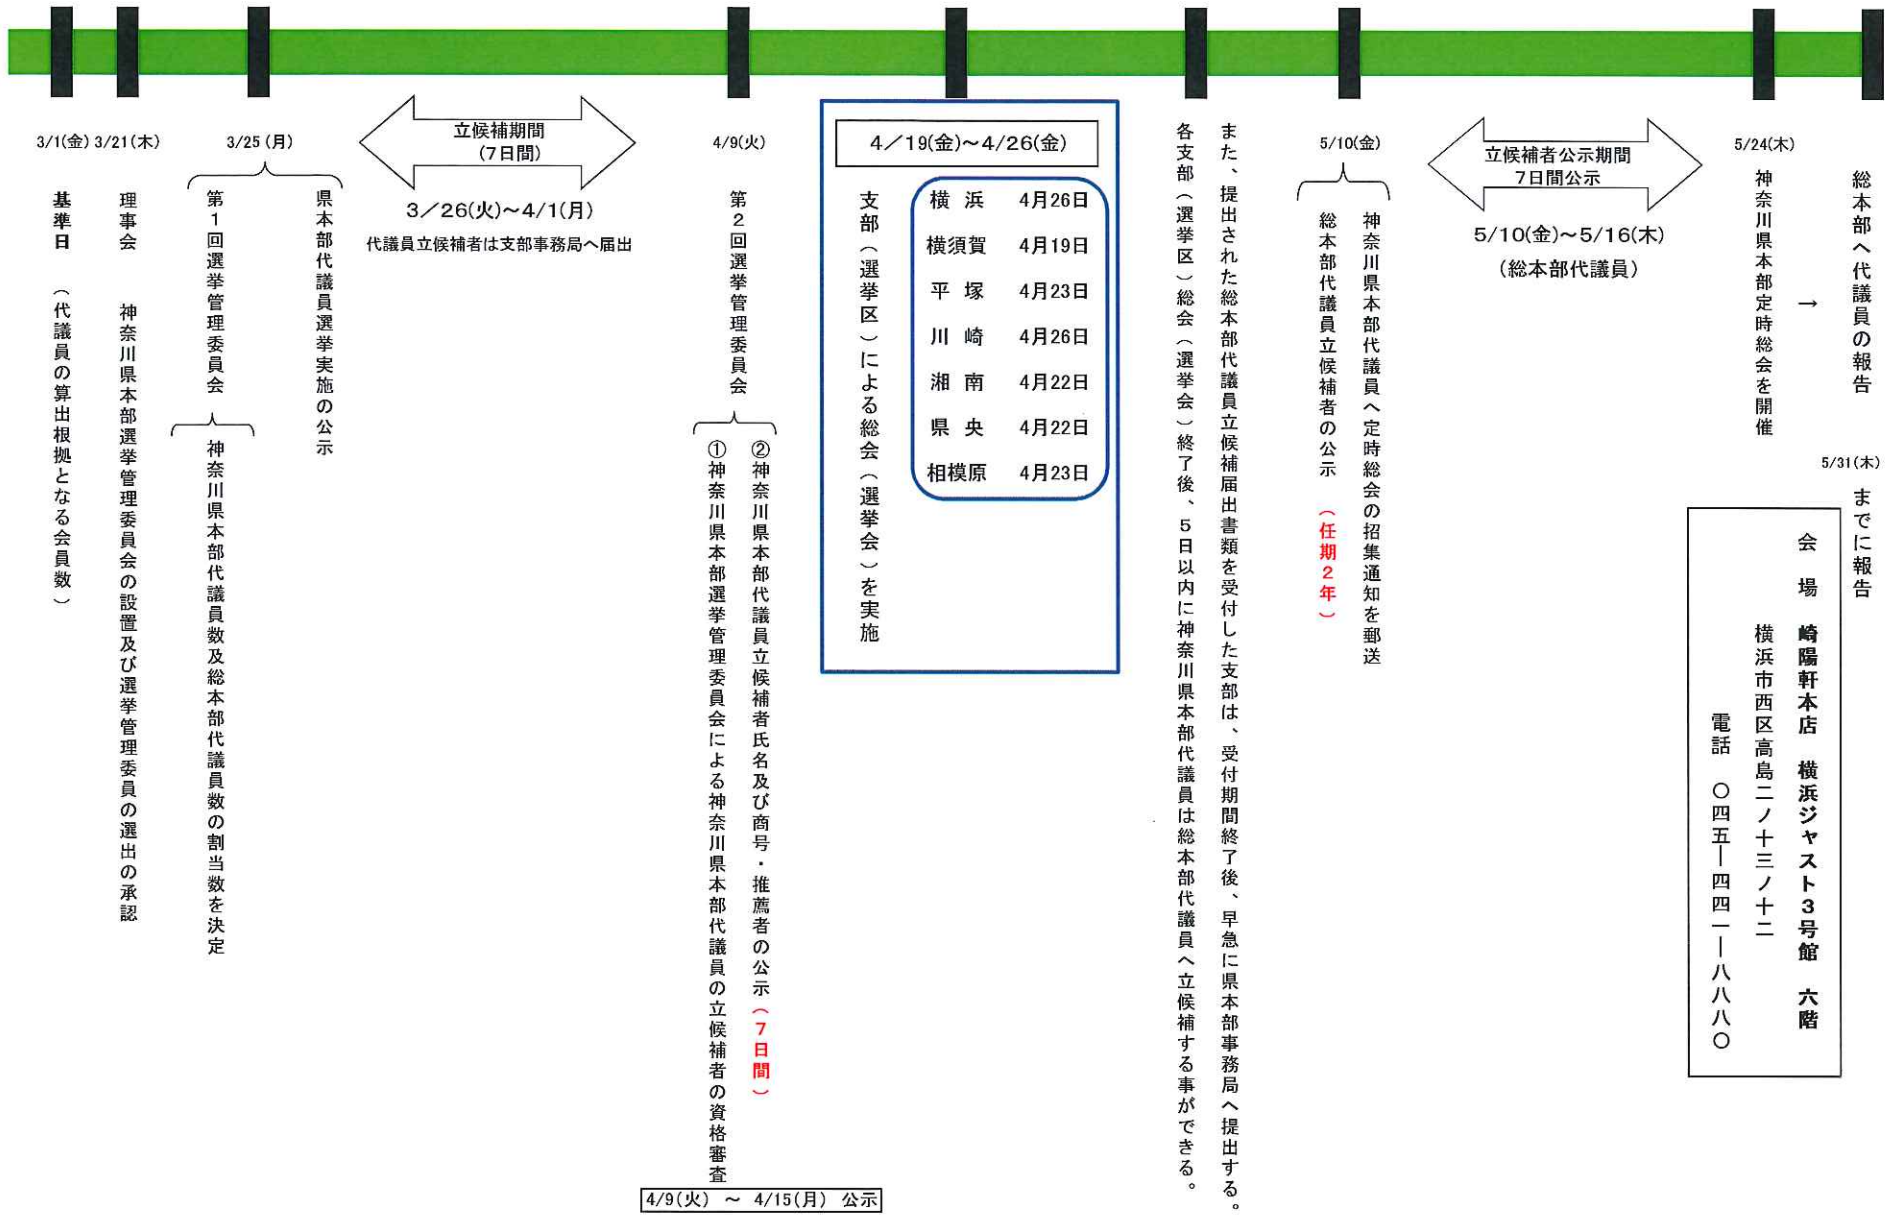 3/1(金)
基準日　（代議員の算出根拠となる会員数）
3/21(木)
理事会　　神奈川県本部選挙管理委員会の設置及び選挙管理委員の選出の承認
3/25(月)
第1回選挙管理委員会
神奈川県本部代議員数及総本部代議員数の割当数を決定
県本部代議員選挙実施の公示
立候補期間
(7日間)
3／26(火)～4/1(月)
代議員立候補者は支部事務局へ届出
4/9(火)
第2回選挙管理委員会
①神奈川県本部選挙管理委員会による神奈川県本部代議員の立候補者の資格審査
②神奈川県本部代議員立候補者氏名及び商号・推薦者の公示（7日間）
4/9(火)　～　4/15(月)　公示
4／19(金)～4/26(金)
支部（選挙区）による総会（選挙会）を実施
横　浜　4月26日
横須賀　4月19日
平　塚　4月23日
川　崎　4月26日
湘　南　4月22日
県　央　4月22日
相模原　4月23日
各支部（選挙区）総会（選挙会）終了後、5日以内に神奈川県本部代議員は総本部代議員へ立候補する事ができる。
また、提出された総本部代議員立候補届出書類を受付した支部は、受付期間終了後、早急に県本部事務局へ提出する。
5/10(金)
総本部代議員立候補者の公示　（任期2年）
神奈川県本部代議員へ定時総会の招集通知を郵送
立候補者公示期間
7日間公示
5/10(金)～5/16(木)
（総本部代議員）
5/24(木)
神奈川県本部定時総会を開催
→
総本部へ代議員の報告
5/31(木)
までに報告
会　場　崎陽軒本店　横浜ジャスト3号館　六階
横浜市西区高島二ノ十三ノ十二
電話　〇四五―四四一―八八八〇